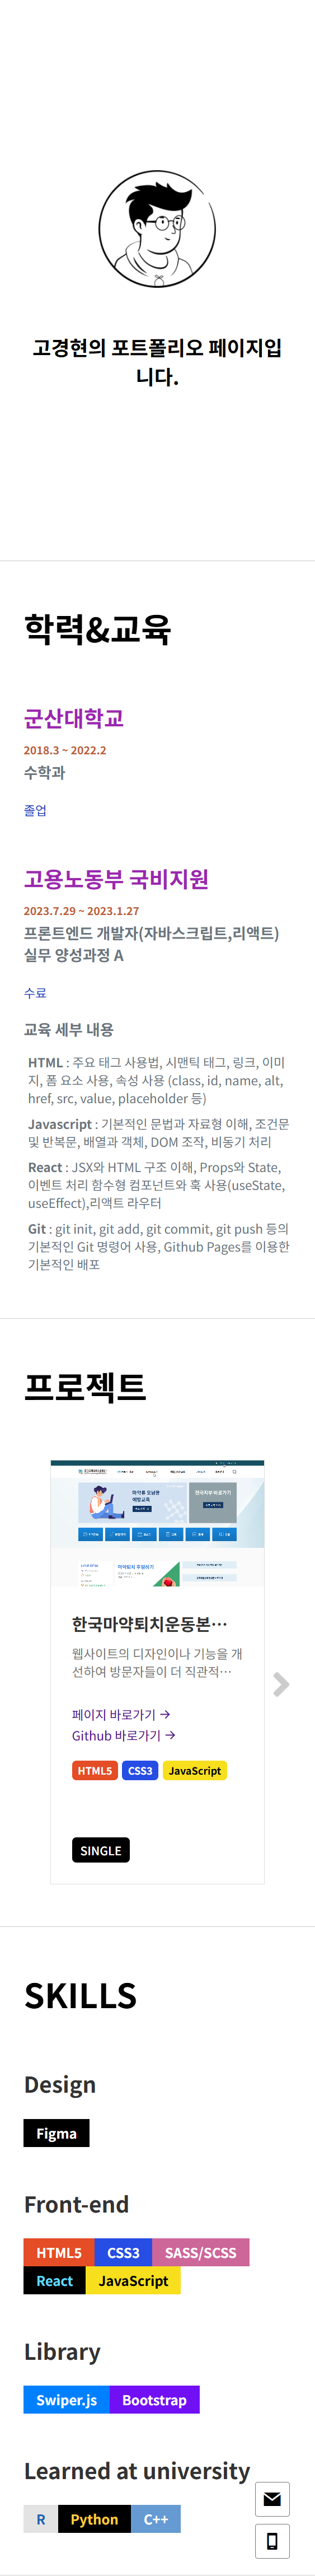 고경현의 포트폴리오 페이지입
니다.
학력&교육
군산대학교
2018.3 ~ 2022.2
수학과
졸업
고용노동부 국비지원
2023.7.29 ~ 2023.1.27
프론트엔드 개발자(자바스크립트,리액트)
실무 양성과정 A
수료
교육 세부 내용
HTML : 주요 태그 사용법, 시맨틱 태그, 링크, 이미
지, 폼 요소 사용, 속성 사용 (class, id, name, alt,
href, src, value, placeholder 등)
Javascript : 기본적인 문법과 자료형 이해, 조건문
및 반복문, 배열과 객체, DOM 조작, 비동기 처리
React : JSX와 HTML 구조 이해, Props와 State,
이벤트 처리 함수형 컴포넌트와 훅 사용(useState,
useEffect),리액트 라우터
Git : git init, git add, git commit, git push 등의
기본적인 Git 명령어 사용, Github Pages를 이용한
기본적인 배포
프로젝트
한국마약퇴치운동본…
웹사이트의 디자인이나 기능을 개
선하여 방문자들이 더 직관적…
페이지 바로가기 →
Github 바로가기 →
HTML5 CSS3 JavaScript
SINGLE
SKILLS
Design
Figma
Front-end
HTML5 CSS3 SASS/SCSS
React JavaScript
Library
Swiper.js Bootstrap
Learned at university
R Python C++